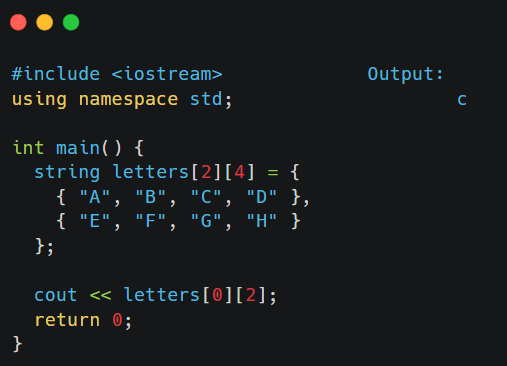 #include <iostream> Output:
using namespace std; c
int main() {
string letters[2][4] = {
{ "A", "B", "C", "D" },
{ "E", "F", "G", "H" }
};
cout << letters[0][2];
return 0;
}